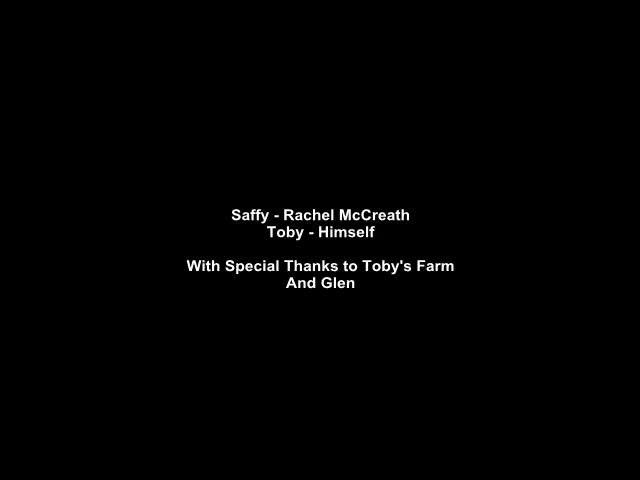 Saffy - Rachel McCreath
Toby - Himself
With Special Thanks to Toby's Farm
And Glen